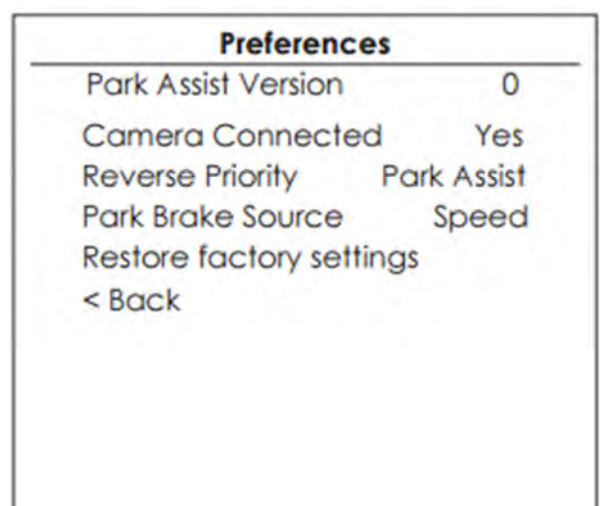 Preferences
Park Assist Version 0
Camera Connected Yes
Reverse Priority Park Assist
Park Brake Source Speed
Restore factory settings
< Back